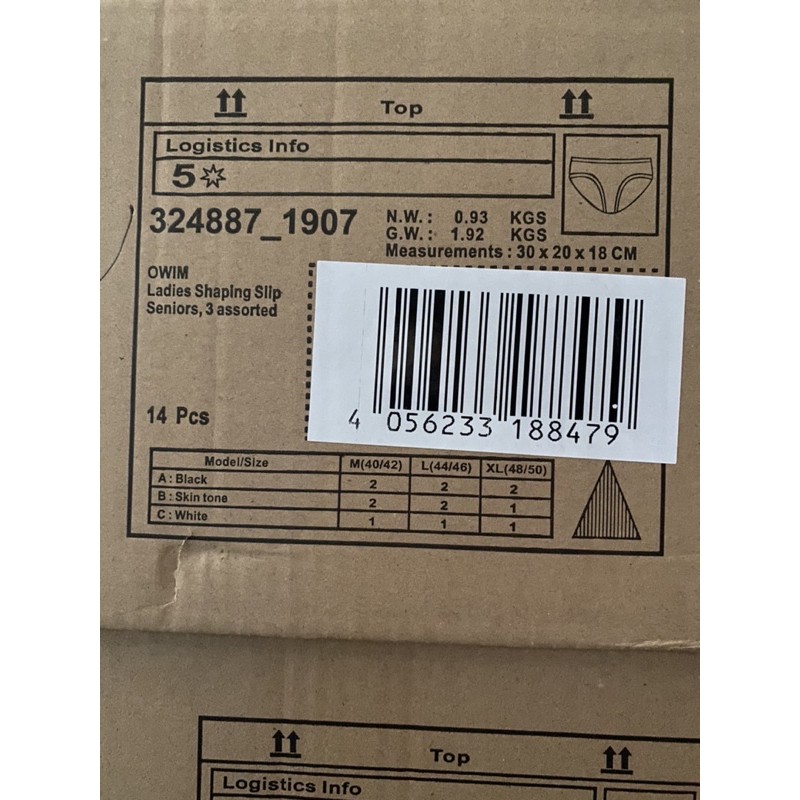 Top
Logistics Info
5
324887_1907
N.W. : 0.93 KGS
G.W. : 1.92 KGS
Measurements : 30 x 20 x 18 CM
OWIM
Ladies Shaping Slip
Seniors, 3 assorted
14 Pcs
4 056233 188479
Model/Size M(40/42) L(44/46) XL(48/50)
A : Black 2 2 2
B : Skin tone 2 2 1
C : White 1 1 1
Top
Logistics Info